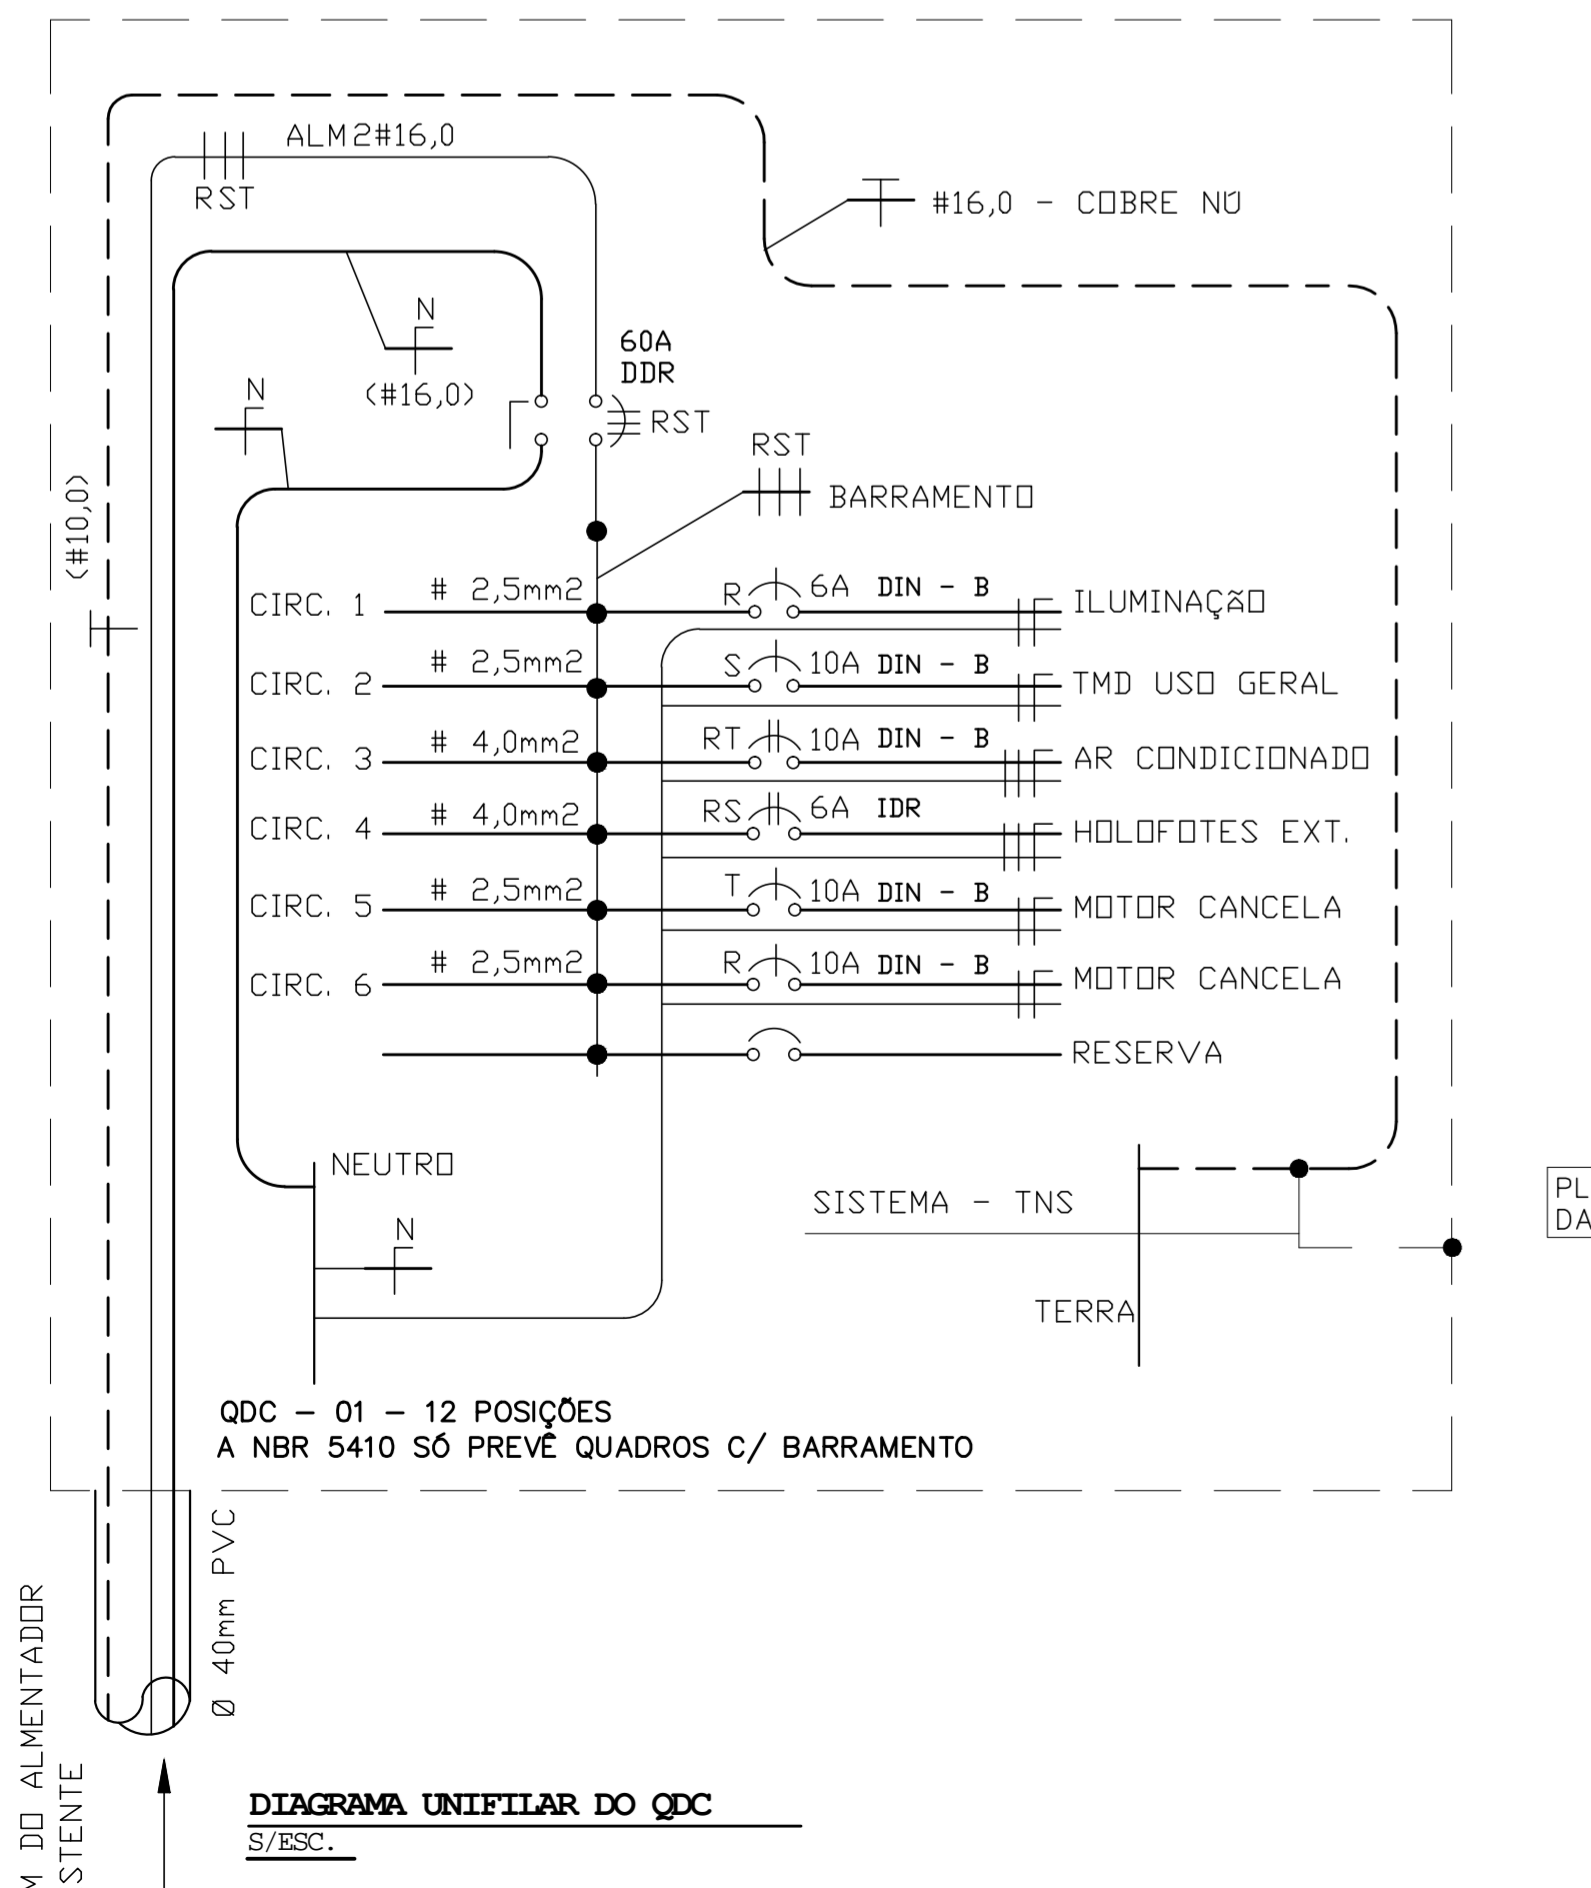 ALM2#16,0
RST
#16,0 - COBRE NÚ
N
(#16,0)
60A
DDR
N
RST
RST
BARRAMENTO
(#10,0)
CIRC. 1 # 2,5mm2 R 6A DIN - B ILUMINAÇÃO
CIRC. 2 # 2,5mm2 S 10A DIN - B TMD USO GERAL
CIRC. 3 # 4,0mm2 RT 10A DIN - B AR CONDICIONADO
CIRC. 4 # 4,0mm2 RS 6A IDR HOLOFOTES EXT.
CIRC. 5 # 2,5mm2 T 10A DIN - B MOTOR CANCELA
CIRC. 6 # 2,5mm2 R 10A DIN - B MOTOR CANCELA
RESERVA
NEUTRO
N
SISTEMA - TNS
TERRA
PL
DA
QDC - 01 - 12 POSIÇÕES
A NBR 5410 SÓ PREVÊ QUADROS C/ BARRAMENTO
Ø 40mm PVC
M DO ALMENTADOR
STENTE
DIAGRAMA UNIFILAR DO QDC
S/ESC.